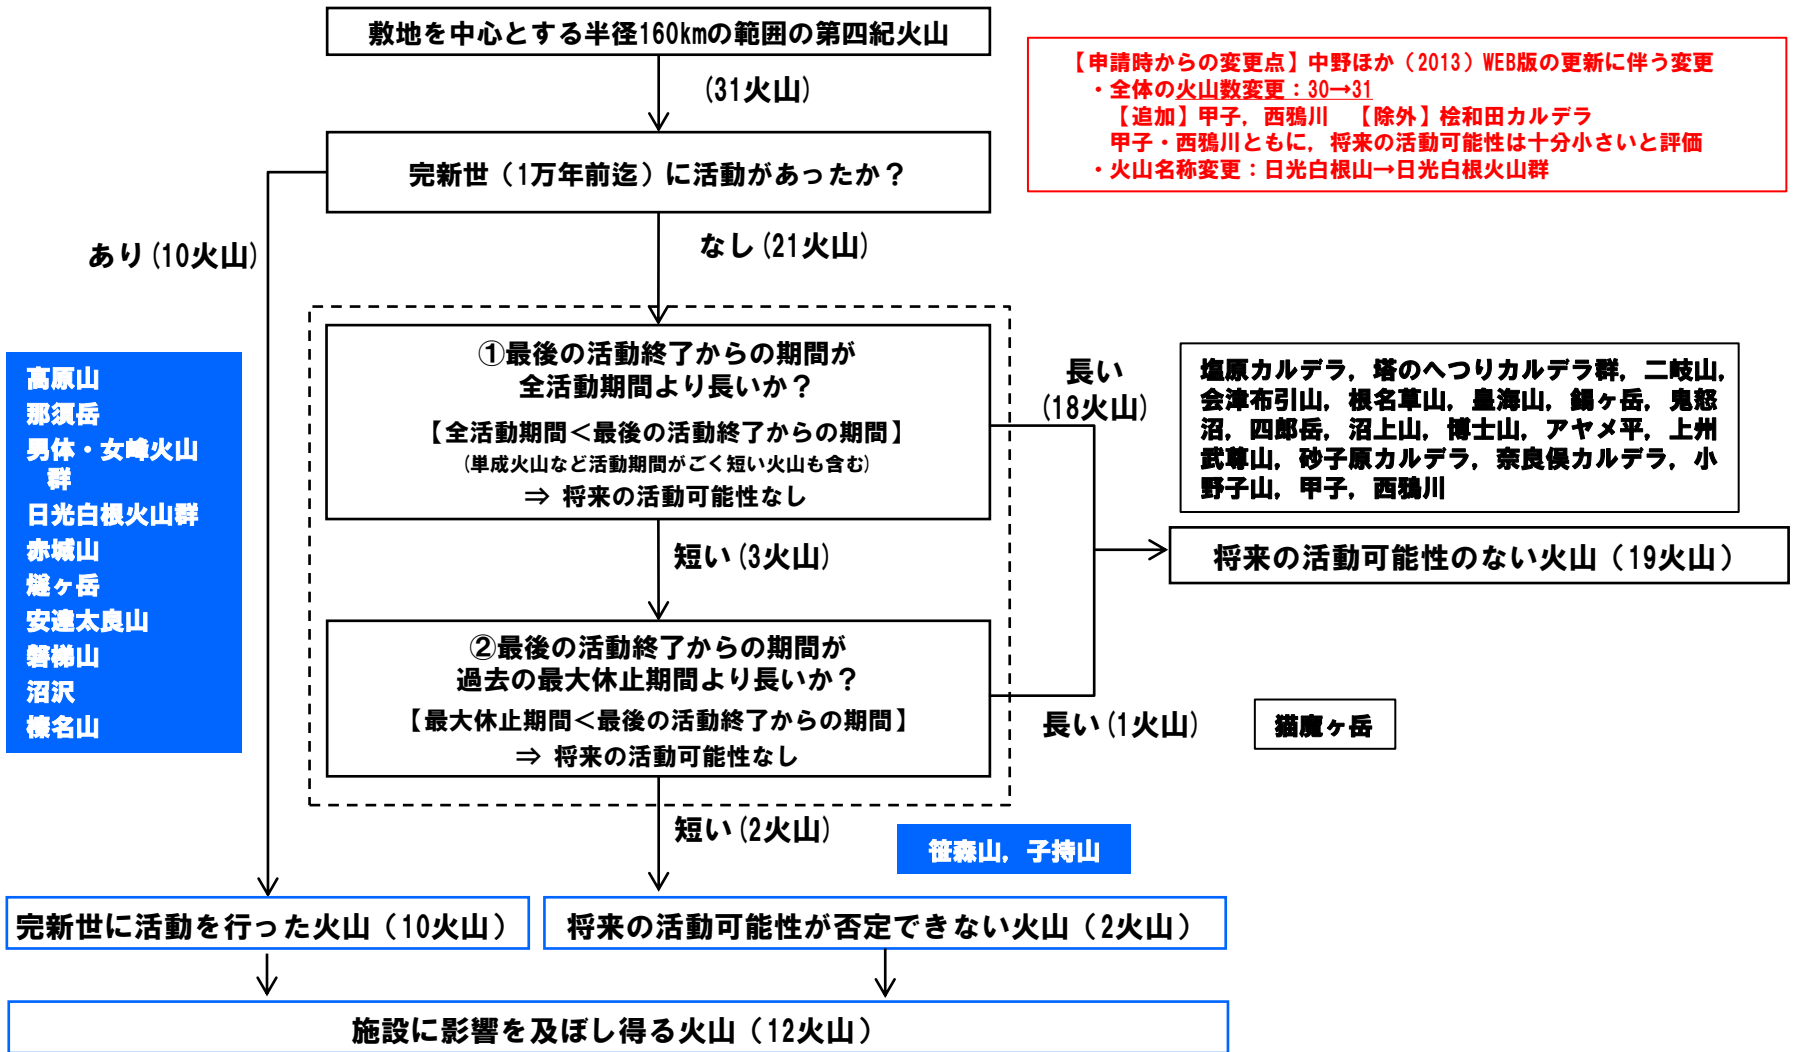 敷地を中心とする半径160kmの範囲の第四紀火山
(31火山)
【申請時からの変更点】中野ほか（2013）WEB版の更新に伴う変更
・全体の火山数変更：30→31
【追加】甲子，西鴉川　【除外】桧和田カルデラ
甲子・西鴉川ともに，将来の活動可能性は十分小さいと評価
・火山名称変更：日光白根山→日光白根火山群
完新世（1万年前迄）に活動があったか？
あり(10火山)
なし(21火山)
高原山
那須岳
男体・女峰火山
群
日光白根火山群
赤城山
燧ヶ岳
安達太良山
磐梯山
沼沢
榛名山
①最後の活動終了からの期間が
全活動期間より長いか？
【全活動期間＜最後の活動終了からの期間】
(単成火山など活動期間がごく短い火山も含む)
⇒ 将来の活動可能性なし
長い
(18火山)
塩原カルデラ，塔のへつりカルデラ群，二岐山，
会津布引山，根名草山，皇海山，錫ヶ岳，鬼怒
沼，四郎岳，沼上山，博士山，アヤメ平，上州
武尊山，砂子原カルデラ，奈良俣カルデラ，小
野子山，甲子，西鴉川
短い(3火山)
将来の活動可能性のない火山（19火山）
②最後の活動終了からの期間が
過去の最大休止期間より長いか？
【最大休止期間＜最後の活動終了からの期間】
⇒ 将来の活動可能性なし
長い(1火山)
猫魔ヶ岳
短い(2火山)
笹森山，子持山
完新世に活動を行った火山（10火山）
将来の活動可能性が否定できない火山（2火山）
施設に影響を及ぼし得る火山（12火山）